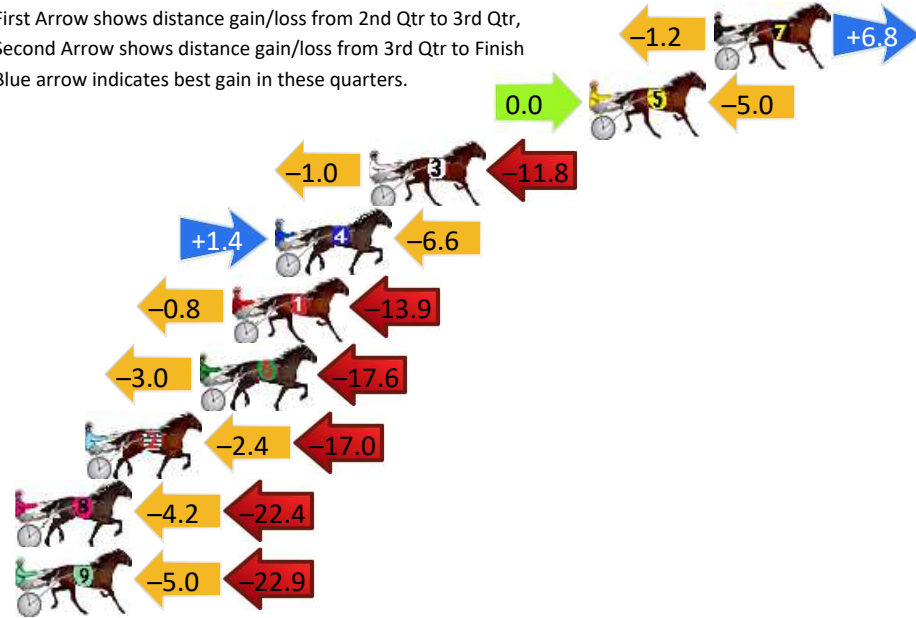 First Arrow shows distance gain/loss from 2nd Qtr to 3rd Qtr,
Second Arrow shows distance gain/loss from 3rd Qtr to Finish
Blue arrow indicates best gain in these quarters.
–1.2 7 +6.8
0.0 5 –5.0
–1.0 3 –11.8
+1.4 4 –6.6
–0.8 1 –13.9
–3.0 6 –17.6
2 –2.4 –17.0
8 –4.2 –22.4
9 –5.0 –22.9